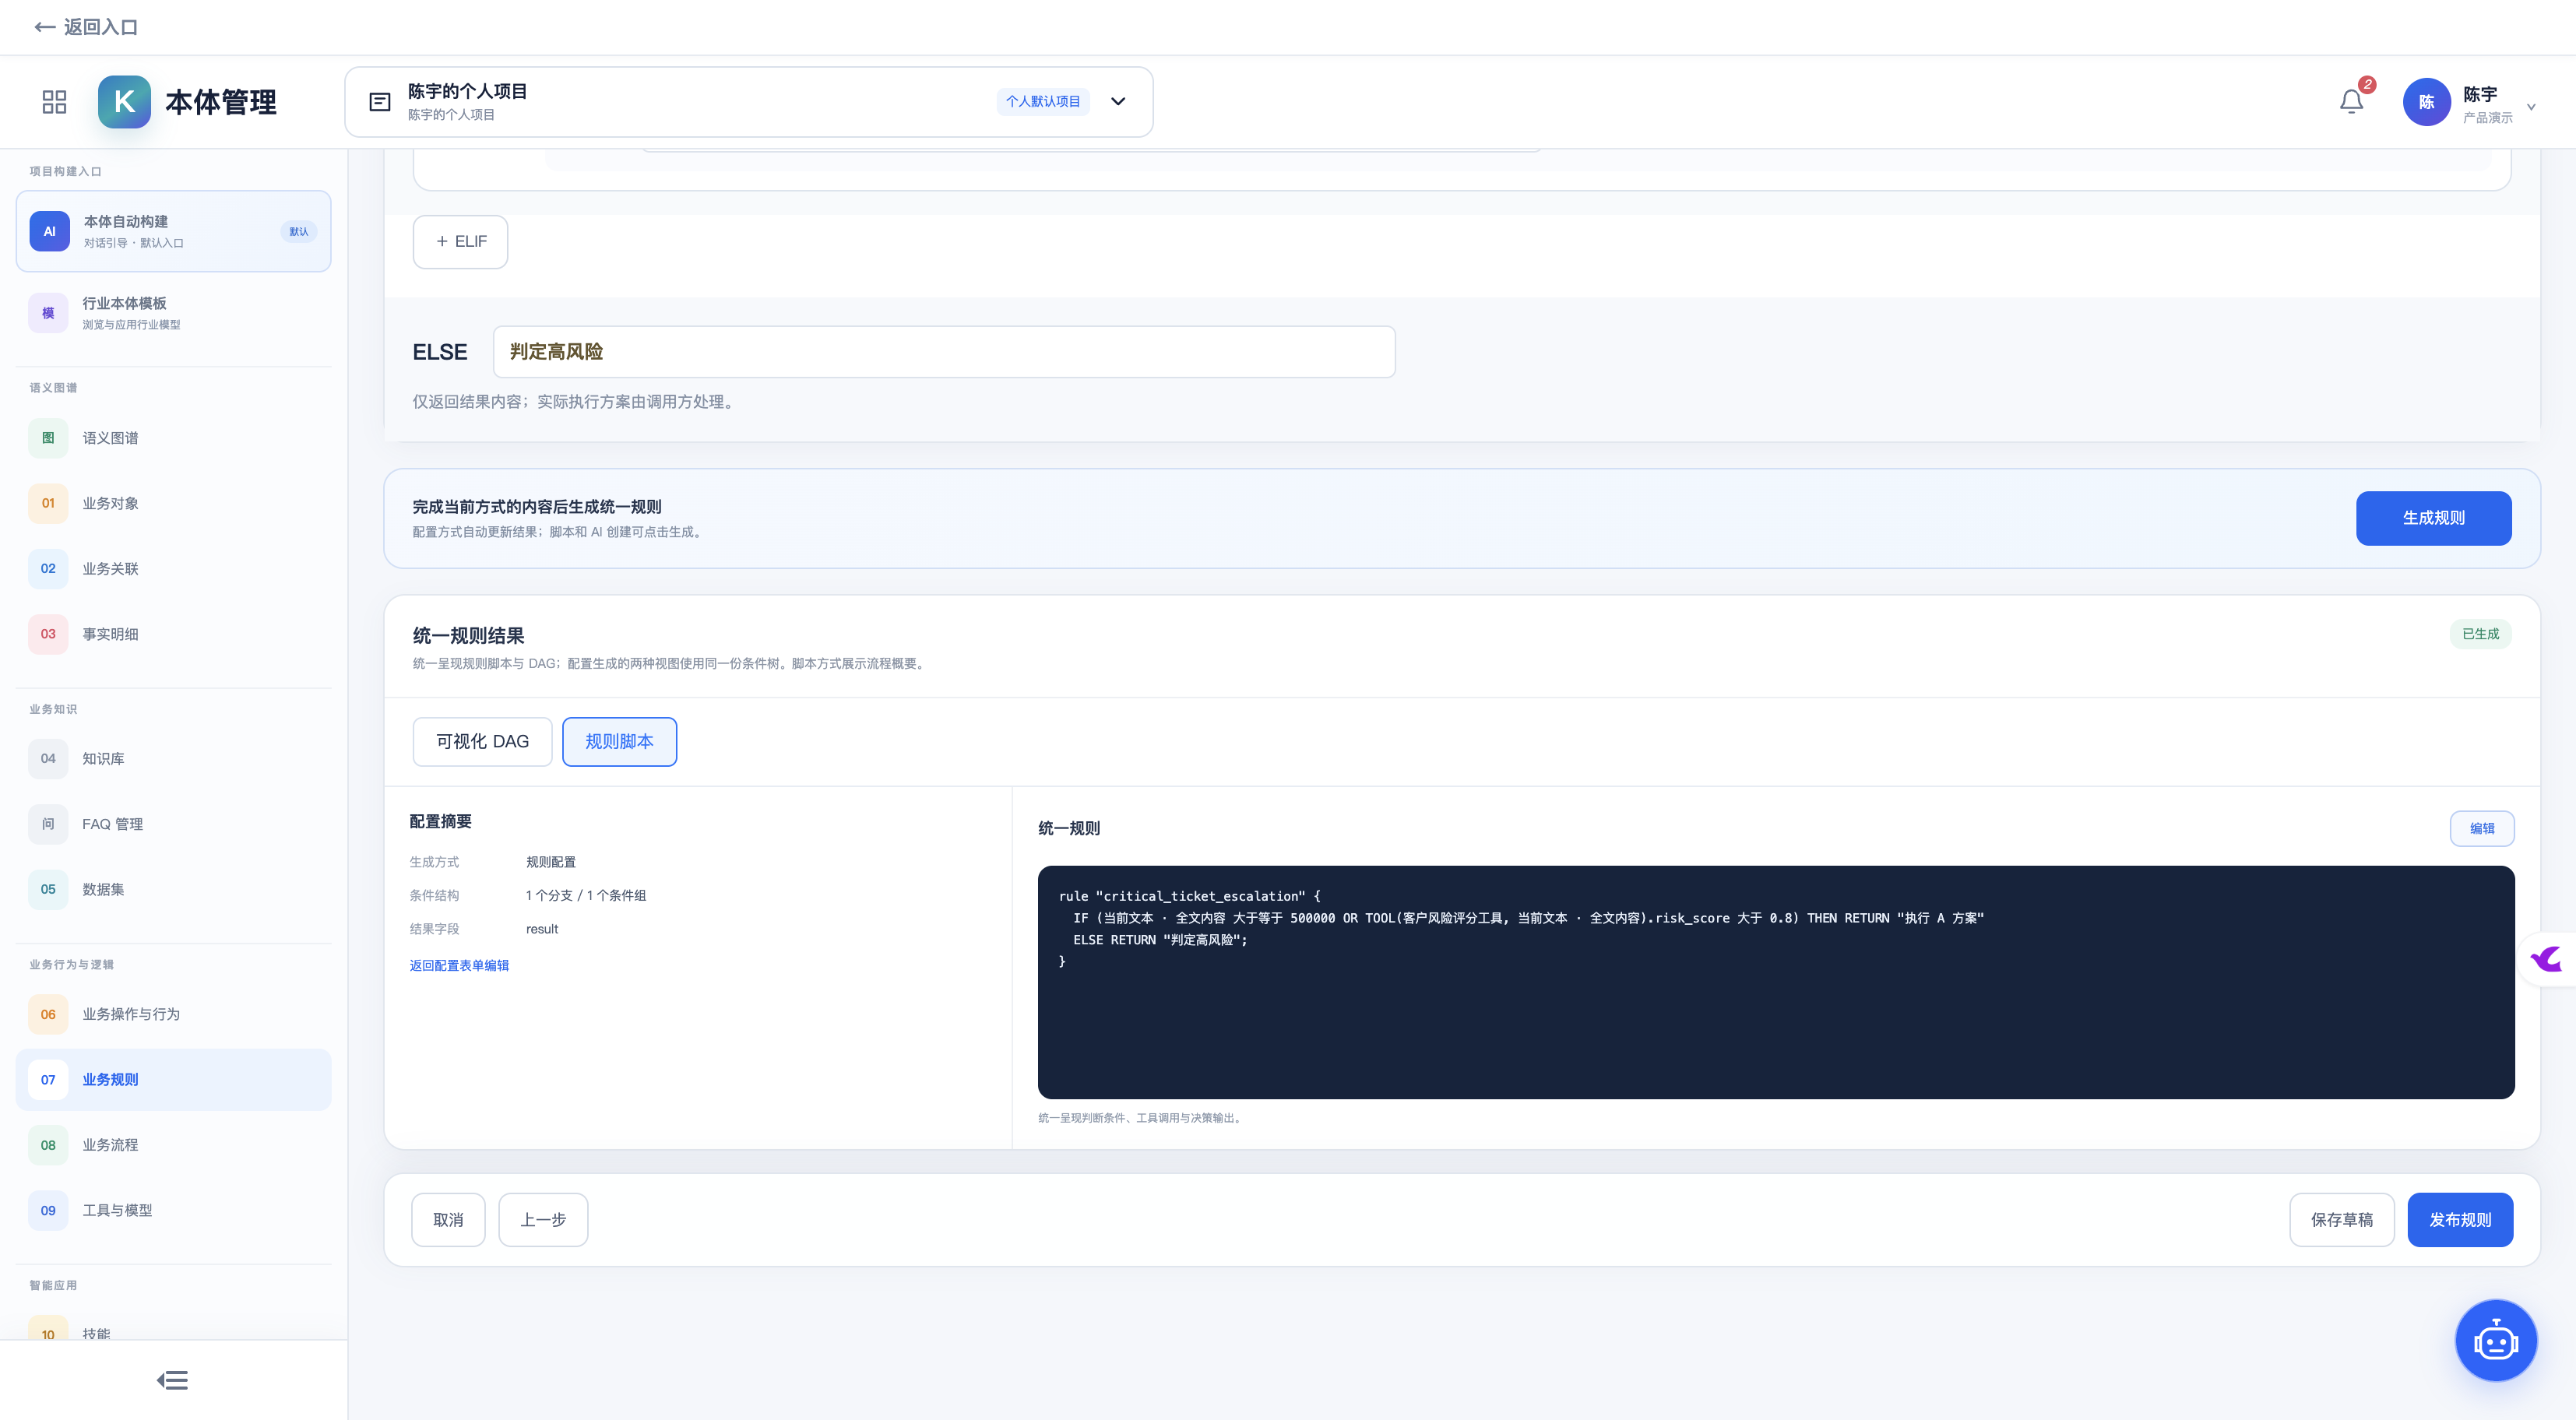 返回入口
K 本体管理
陈宇的个人项目
陈宇的个人项目
个人默认项目
2
陈
陈宇
产品演示
项目构建入口
AI 本体自动构建
对话引导 · 默认入口
默认
模 行业本体模板
浏览与应用行业模型
语义图谱
图 语义图谱
01 业务对象
02 业务关联
03 事实明细
业务知识
04 知识库
问 FAQ 管理
05 数据集
业务行为与逻辑
06 业务操作与行为
07 业务规则
08 业务流程
09 工具与模型
智能应用
10 技能
+ ELIF
ELSE 判定高风险
仅返回结果内容；实际执行方案由调用方处理。
完成当前方式的内容后生成统一规则
配置方式自动更新结果；脚本和 AI 创建可点击生成。
生成规则
统一规则结果
统一呈现规则脚本与 DAG；配置生成的两种视图使用同一份条件树。脚本方式展示流程概要。
已生成
可视化 DAG 规则脚本
配置摘要
生成方式 规则配置
条件结构 1 个分支 / 1 个条件组
结果字段 result
返回配置表单编辑
统一规则
编辑
rule "critical_ticket_escalation" {
IF (当前文本 · 全文内容 大于等于 500000 OR TOOL(客户风险评分工具, 当前文本 · 全文内容).risk_score 大于 0.8) THEN RETURN "执行 A 方案"
ELSE RETURN "判定高风险";
}
统一呈现判断条件、工具调用与决策输出。
取消 上一步
保存草稿 发布规则